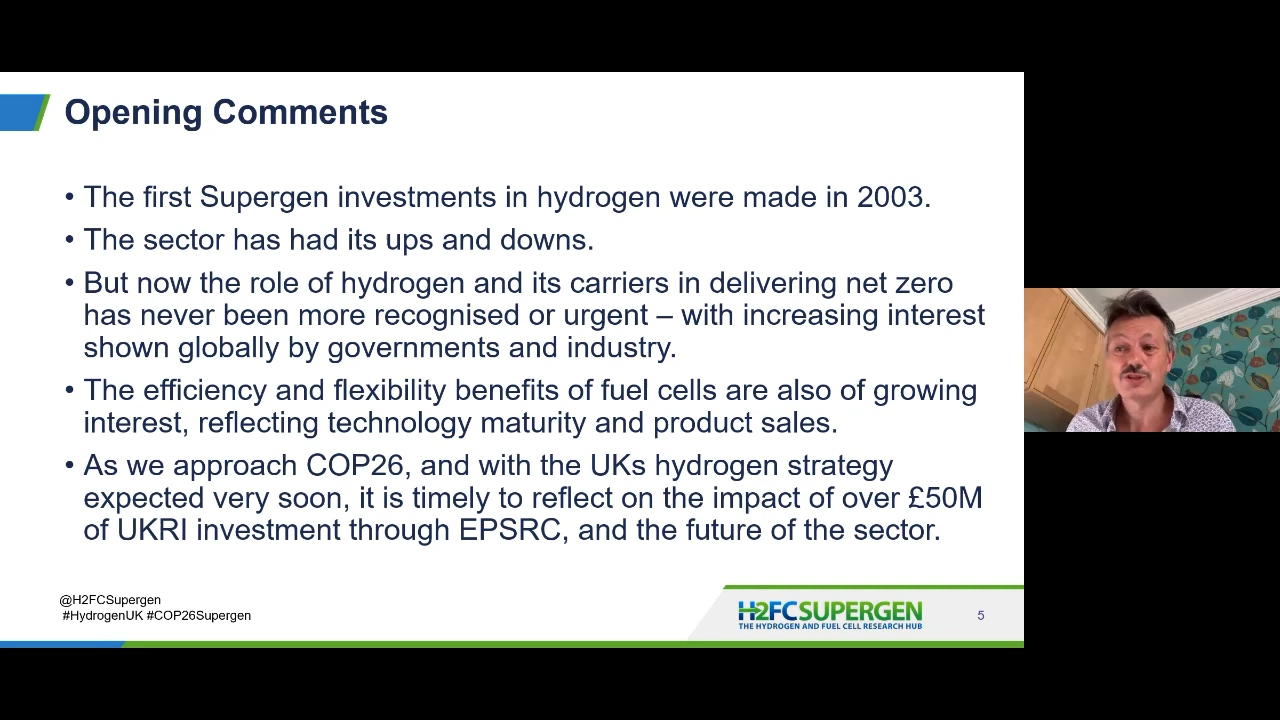 Opening Comments
• The first Supergen investments in hydrogen were made in 2003.
• The sector has had its ups and downs.
• But now the role of hydrogen and its carriers in delivering net zero
has never been more recognised or urgent – with increasing interest
shown globally by governments and industry.
• The efficiency and flexibility benefits of fuel cells are also of growing
interest, reflecting technology maturity and product sales.
• As we approach COP26, and with the UKs hydrogen strategy
expected very soon, it is timely to reflect on the impact of over £50M
of UKRI investment through EPSRC, and the future of the sector.
@H2FCSupergen
#HydrogenUK #COP26Supergen
H2FCSUPERGEN
THE HYDROGEN AND FUEL CELL RESEARCH HUB
5